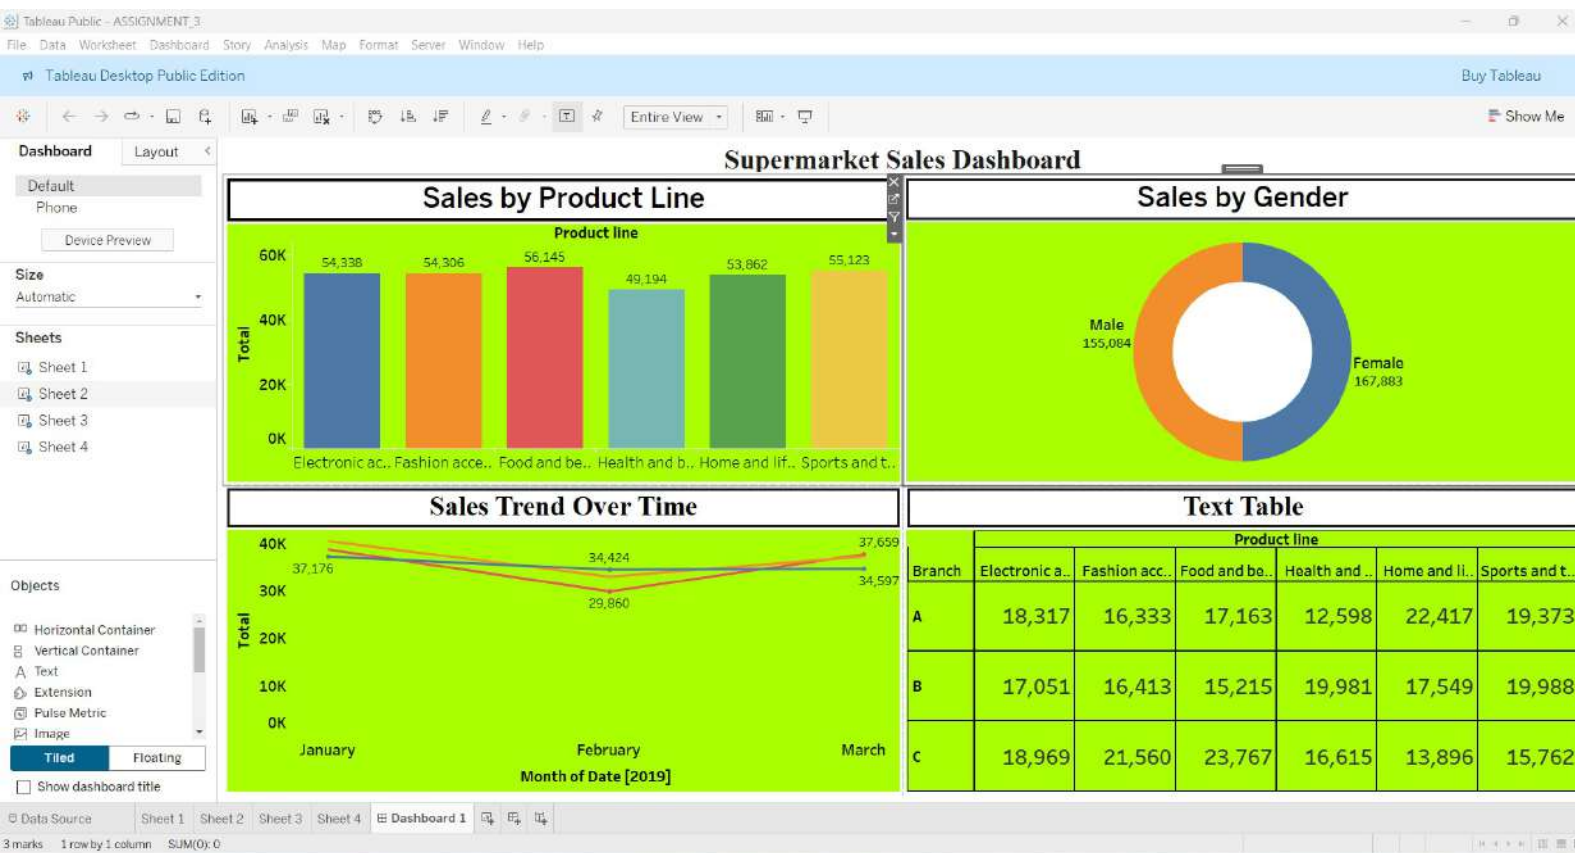 Tableau Public - ASSIGNMENT_3
File Data Worksheet Dashboard Story Analysis Map Format Server Window Help
Tableau Desktop Public Edition
Buy Tableau
Entire View
Show Me
Dashboard Layout
Default
Phone
Device Preview
Size
Automatic
Sheets
Sheet 1
Sheet 2
Sheet 3
Sheet 4
Objects
Horizontal Container
Vertical Container
A Text
Extension
Pulse Metric
Image
Tiled Floating
Show dashboard title
Supermarket Sales Dashboard
Sales by Product Line
Product line
60K
40K
20K
0K
Total
54,338 54,306 56,145 49,194 53,862 55,123
Electronic ac.. Fashion acce.. Food and be.. Health and b.. Home and lif.. Sports and t..
Sales by Gender
Male
155,084
Female
167,883
Sales Trend Over Time
40K
30K
20K
10K
0K
Total
37,176
34,424
29,860
37,659
34,597
January February March
Month of Date [2019]
Text Table
Product line
Branch Electronic a.. Fashion acc.. Food and be.. Health and .. Home and li.. Sports and t..
A 18,317 16,333 17,163 12,598 22,417 19,373
B 17,051 16,413 15,215 19,981 17,549 19,988
C 18,969 21,560 23,767 16,615 13,896 15,762
Data Source Sheet 1 Sheet 2 Sheet 3 Sheet 4 Dashboard 1
3 marks 1 row by 1 column SUM(0): 0